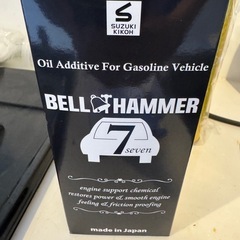 SUZUKI
KIKOH
Oil Additive For Gasoline Vehicle
BELL HAMMER
7
seven
engine support chemical
restores power & smooth engine
feeling & friction proofing
made in Japan